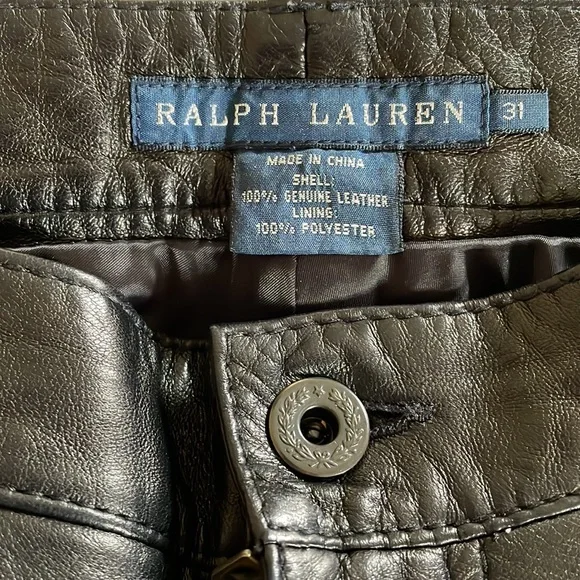 RALPH LAUREN 31
MADE IN CHINA
SHELL:
100% GENUINE LEATHER
LINING:
100% POLYESTER